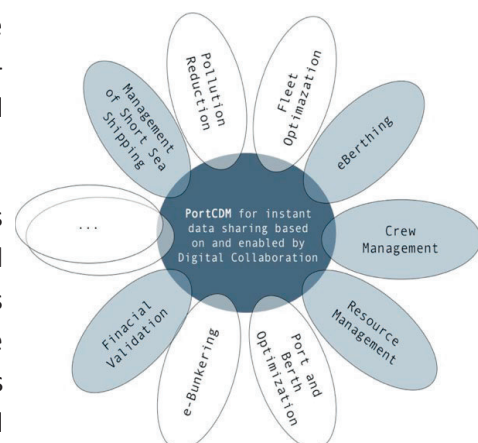 Pollution
Reduction
Fleet
Optimazation
eBerthing
Crew
Management
Resource
Management
Port and
Berth
Optimization
e-Bunkering
Finacial
Validation
...
Management
of Short Sea
Shipping
PortCDM for instant
data sharing based
on and enabled by
Digital Collaboration